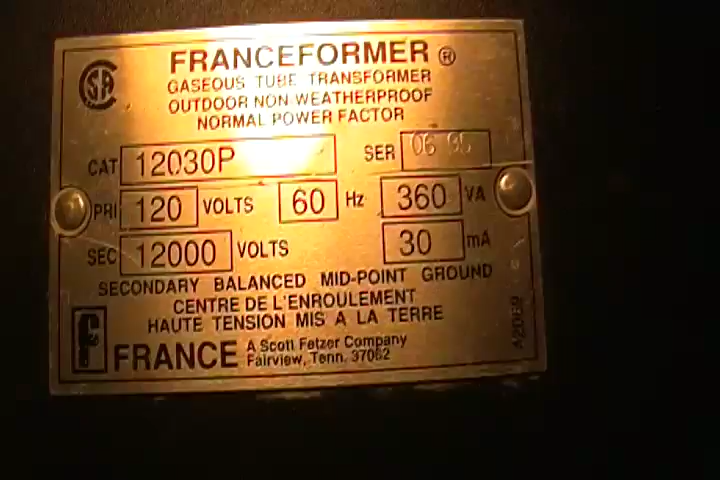 FRANCEFORMER ®
GASEOUS TUBE TRANSFORMER
OUTDOOR NON-WEATHERPROOF
NORMAL POWER FACTOR
CAT 12030P SER 06 95
PRI 120 VOLTS 60 Hz 360 VA
SEC 12000 VOLTS 30 mA
SECONDARY BALANCED MID-POINT GROUND
CENTRE DE L'ENROULEMENT
HAUTE TENSION MIS A LA TERRE
FRANCE A Scott Fetzer Company
Fairview, Tenn. 37062